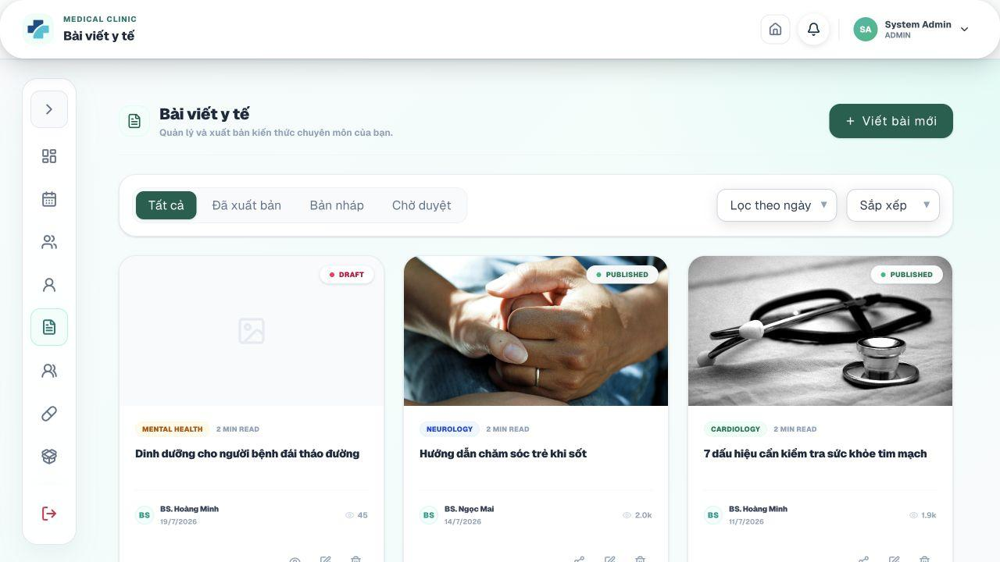 MEDICAL CLINIC
Bài viết y tế
SA
System Admin
ADMIN
Bài viết y tế
Quản lý và xuất bản kiến thức chuyên môn của bạn.
+ Viết bài mới
Tất cả
Đã xuất bản
Bản nháp
Chờ duyệt
Lọc theo ngày
Sắp xếp
DRAFT
PUBLISHED
PUBLISHED
MENTAL HEALTH
2 MIN READ
Dinh dưỡng cho người bệnh đái tháo đường
BS
BS. Hoàng Minh
19/7/2026
45
NEUROLOGY
2 MIN READ
Hướng dẫn chăm sóc trẻ khi sốt
BS
BS. Ngọc Mai
14/7/2026
2.0k
CARDIOLOGY
2 MIN READ
7 dấu hiệu cần kiểm tra sức khỏe tim mạch
BS
BS. Hoàng Minh
11/7/2026
1.9k